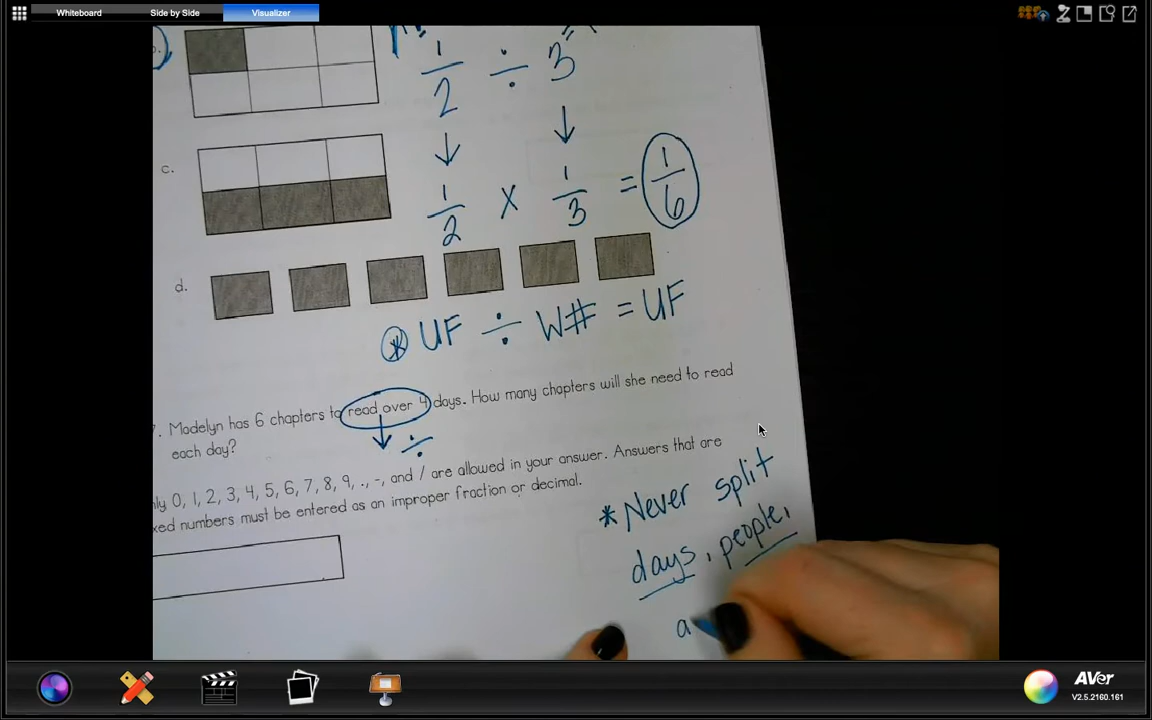 Whiteboard Side by Side Visualizer
1
2
÷ 3
c.
1
2
X
1
3
=
1
6
d.
* UF ÷ W# = UF
7. Madelyn has 6 chapters to read over 4 days. How many chapters will she need to read
each day?
÷
0, 1, 2, 3, 4, 5, 6, 7, 8, 9, ., -, and / are allowed in your answer. Answers that are
numbers must be entered as an improper fraction or decimal.
* Never split
days, people,
a
AVer
V2.5.2160.161